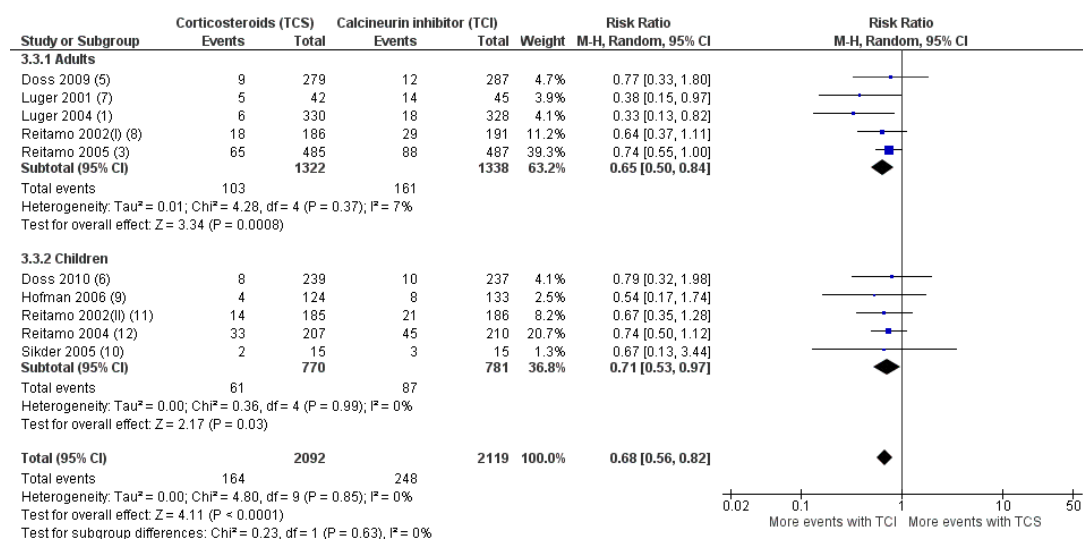 Corticosteroids (TCS) Calcineurin inhibitor (TCI) Risk Ratio Risk Ratio
Study or Subgroup Events Total Events Total Weight M-H, Random, 95% CI M-H, Random, 95% CI
3.3.1 Adults
Doss 2009 (5) 9 279 12 287 4.7% 0.77 [0.33, 1.80]
Luger 2001 (7) 5 42 14 45 3.9% 0.38 [0.15, 0.97]
Luger 2004 (1) 6 330 18 328 4.1% 0.33 [0.13, 0.82]
Reitamo 2002(I) (8) 18 186 29 191 11.2% 0.64 [0.37, 1.11]
Reitamo 2005 (3) 65 485 88 487 39.3% 0.74 [0.55, 1.00]
Subtotal (95% CI) 1322 1338 63.2% 0.65 [0.50, 0.84]
Total events 103 161
Heterogeneity: Tau² = 0.01; Chi² = 4.28, df = 4 (P = 0.37); I² = 7%
Test for overall effect: Z = 3.34 (P = 0.0008)
3.3.2 Children
Doss 2010 (6) 8 239 10 237 4.1% 0.79 [0.32, 1.98]
Hofman 2006 (9) 4 124 8 133 2.5% 0.54 [0.17, 1.74]
Reitamo 2002(II) (11) 14 185 21 186 8.2% 0.67 [0.35, 1.28]
Reitamo 2004 (12) 33 207 45 210 20.7% 0.74 [0.50, 1.12]
Sikder 2005 (10) 2 15 3 15 1.3% 0.67 [0.13, 3.44]
Subtotal (95% CI) 770 781 36.8% 0.71 [0.53, 0.97]
Total events 61 87
Heterogeneity: Tau² = 0.00; Chi² = 0.36, df = 4 (P = 0.99); I² = 0%
Test for overall effect: Z = 2.17 (P = 0.03)
Total (95% CI) 2092 2119 100.0% 0.68 [0.56, 0.82]
Total events 164 248
Heterogeneity: Tau² = 0.00; Chi² = 4.80, df = 9 (P = 0.85); I² = 0%
Test for overall effect: Z = 4.11 (P < 0.0001)
Test for subgroup differences: Chi² = 0.23, df = 1 (P = 0.63), I² = 0%
0.02 0.1 1 10 50
More events with TCI More events with TCS